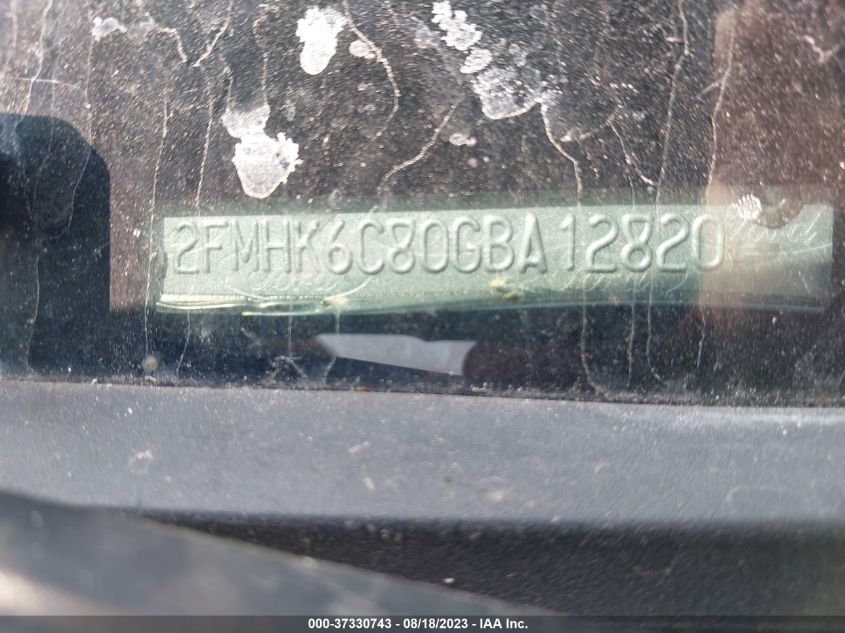 2FMHK6C80GBA12820
000-37330743 - 08/18/2023 - IAA, Inc.